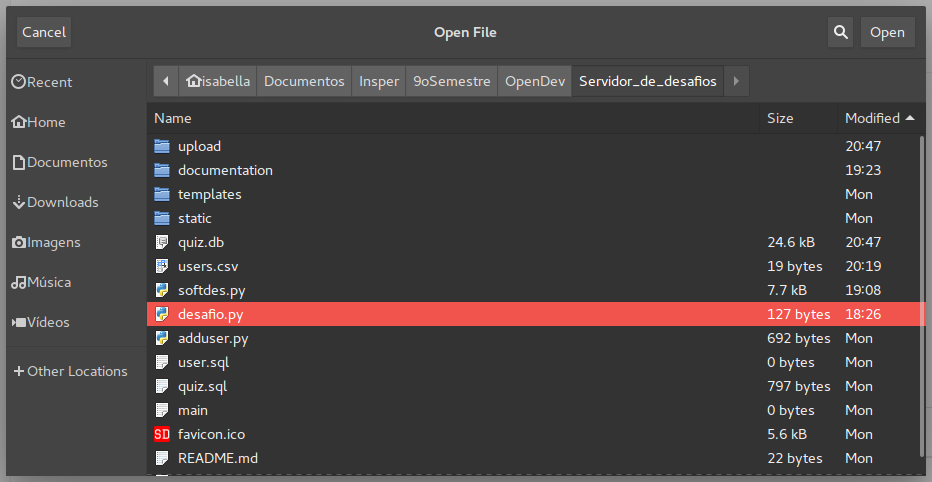 Cancel Open File Open
Recent
Home
Documentos
Downloads
Imagens
Música
Vídeos
Other Locations
isabella Documentos Insper 9oSemestre OpenDev Servidor_de_desafios
Name Size Modified
upload 20:47
documentation 19:23
templates Mon
static Mon
quiz.db 24.6 kB 20:47
users.csv 19 bytes 20:19
softdes.py 7.7 kB 19:08
desafio.py 127 bytes 18:26
adduser.py 692 bytes Mon
user.sql 0 bytes Mon
quiz.sql 797 bytes Mon
main 0 bytes Mon
SD favicon.ico 5.6 kB Mon
README.md 22 bytes Mon